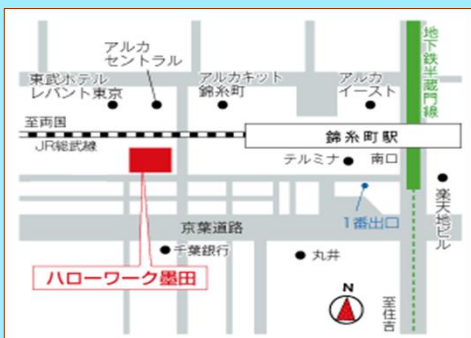 アルカ
セントラル
東武ホテル
レバント東京
アルカキット
錦糸町
アルカ
イースト
地下鉄半蔵門線
至両国
JR総武線
錦糸町駅
テルミナ
南口
楽天地ビル
1番出口
京葉道路
千葉銀行
丸井
ハローワーク墨田
N
至住吉